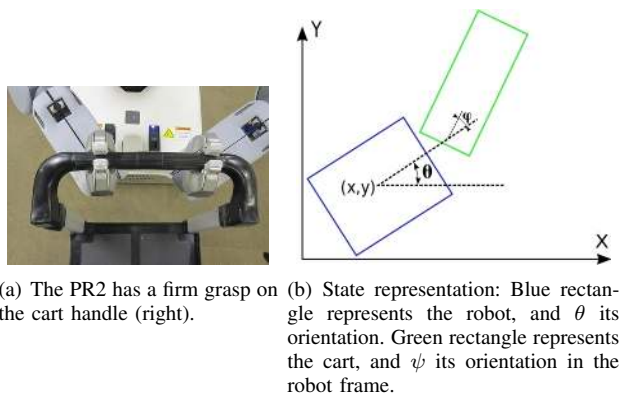 Y
φ
θ
(x,y)
X
(a) The PR2 has a firm grasp on
the cart handle (right).
(b) State representation: Blue rectan-
gle represents the robot, and θ its
orientation. Green rectangle represents
the cart, and ψ its orientation in the
robot frame.